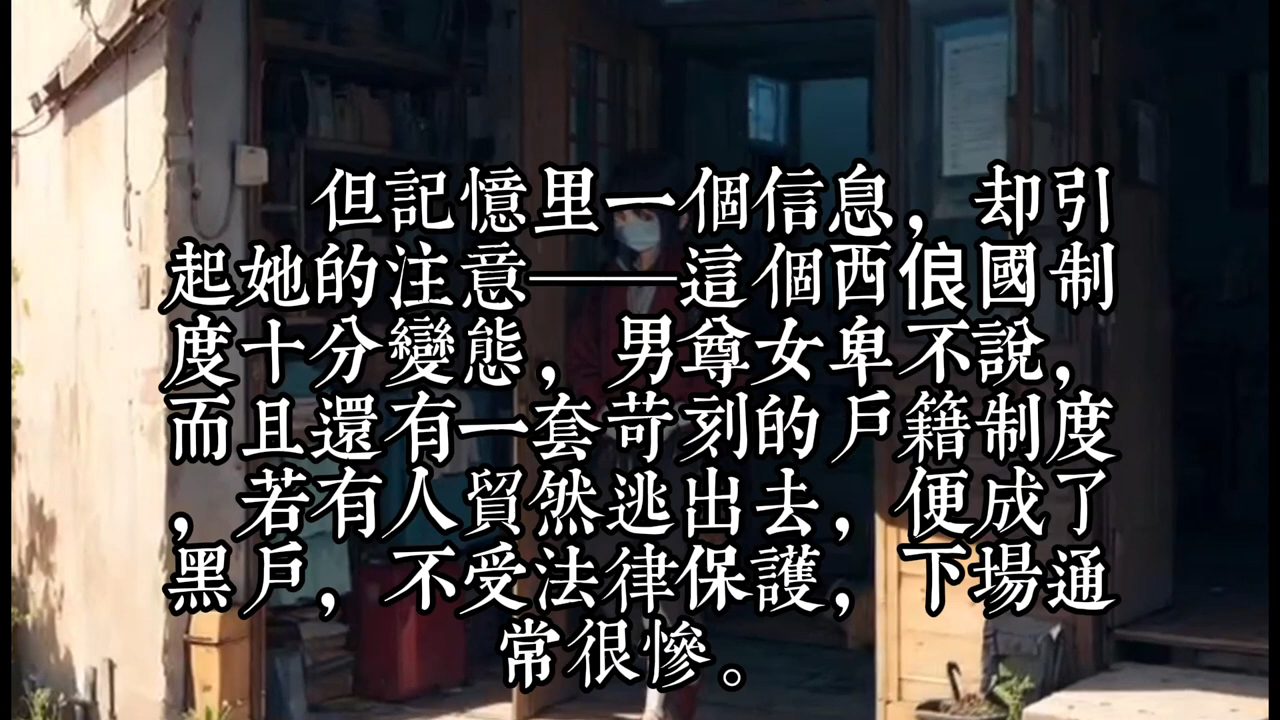 但記憶里一個信息，却引
起她的注意——這個西俍國制
度十分變態，男尊女卑不說，
而且還有一套苛刻的戶籍制度
，若有人貿然逃出去，便成了
黑戶，不受法律保護，下場通
常很慘。